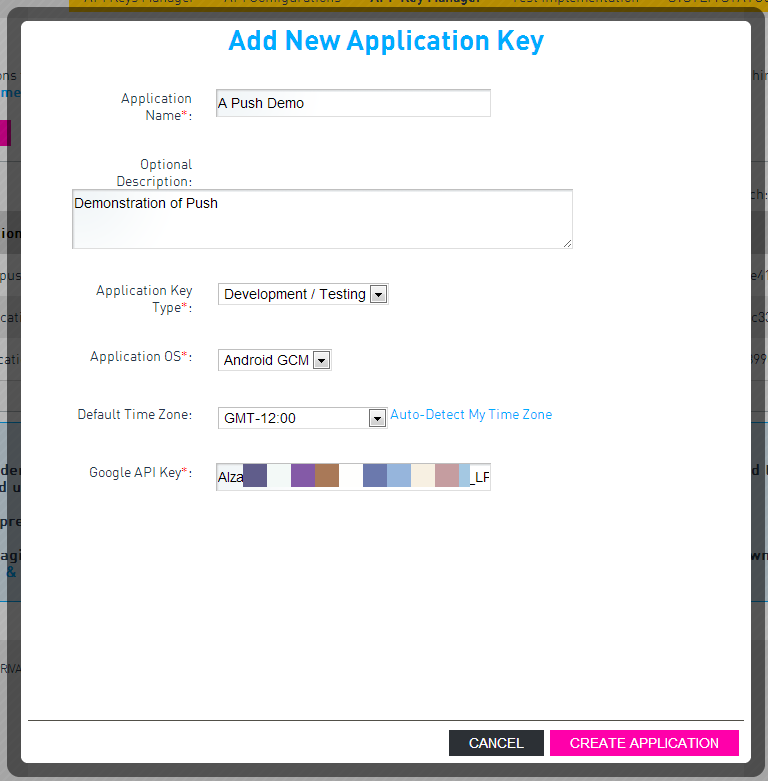 Add New Application Key
Application
Name*:
A Push Demo
Optional
Description:
Demonstration of Push
Application Key
Type*:
Development / Testing
Application OS*:
Android GCM
Default Time Zone:
GMT-12:00
Auto-Detect My Time Zone
Google API Key*:
AIza
_LF
CANCEL
CREATE APPLICATION